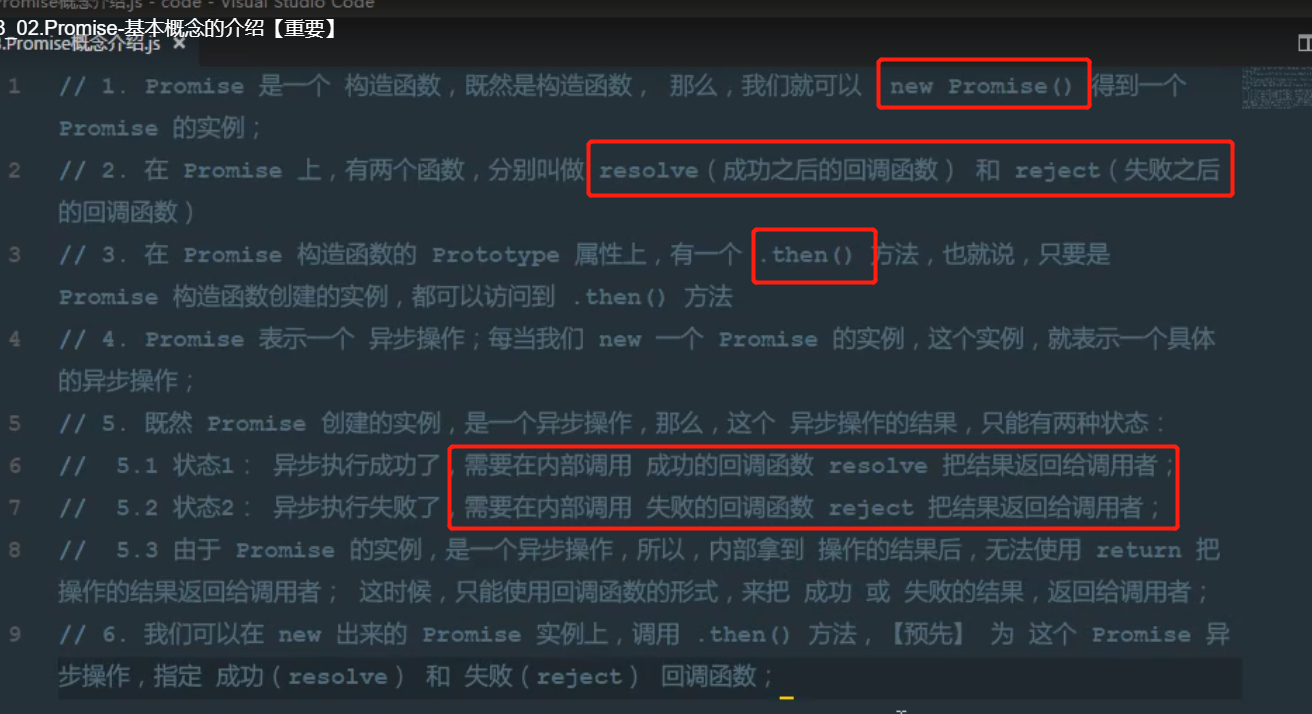 Promise概念介绍.js - code - Visual Studio Code
3_02.Promise-基本概念的介绍【重要】
.Promise概念介绍.js ×
1 // 1. Promise 是一个 构造函数，既然是构造函数， 那么，我们就可以 new Promise() 得到一个
Promise 的实例；
2 // 2. 在 Promise 上，有两个函数，分别叫做 resolve（成功之后的回调函数） 和 reject（失败之后
的回调函数）
3 // 3. 在 Promise 构造函数的 Prototype 属性上，有一个 .then() 方法，也就说，只要是
Promise 构造函数创建的实例，都可以访问到 .then() 方法
4 // 4. Promise 表示一个 异步操作；每当我们 new 一个 Promise 的实例，这个实例，就表示一个具体
的异步操作；
5 // 5. 既然 Promise 创建的实例，是一个异步操作，那么，这个 异步操作的结果，只能有两种状态：
6 //  5.1 状态1： 异步执行成功了，需要在内部调用 成功的回调函数 resolve 把结果返回给调用者；
7 //  5.2 状态2： 异步执行失败了，需要在内部调用 失败的回调函数 reject 把结果返回给调用者；
8 //  5.3 由于 Promise 的实例，是一个异步操作，所以，内部拿到 操作的结果后，无法使用 return 把
操作的结果返回给调用者； 这时候，只能使用回调函数的形式，来把 成功 或 失败的结果，返回给调用者；
9 // 6. 我们可以在 new 出来的 Promise 实例上，调用 .then() 方法，【预先】 为 这个 Promise 异
步操作，指定 成功（resolve） 和 失败（reject） 回调函数；